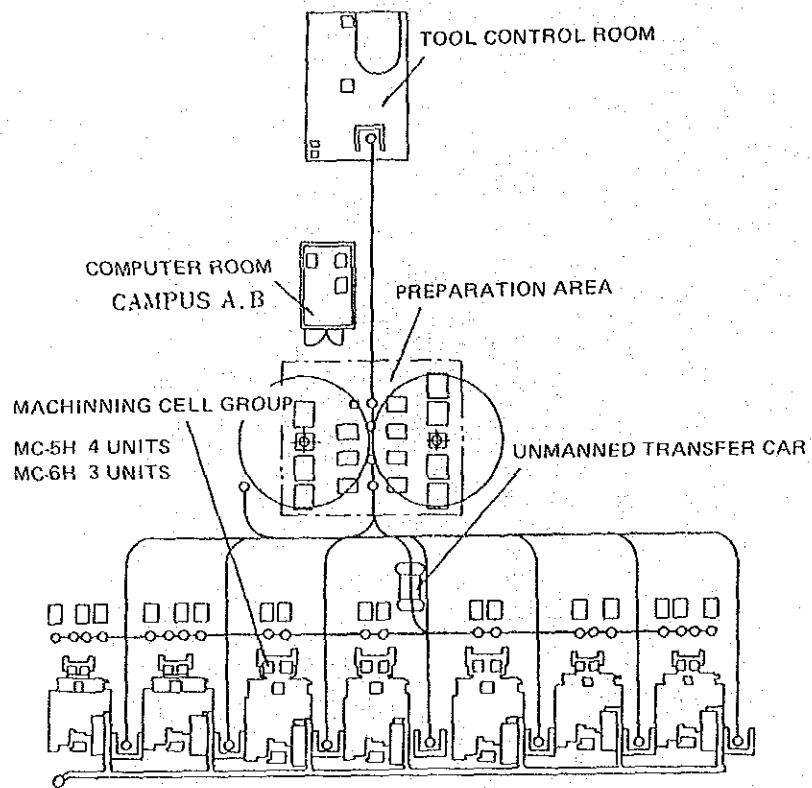 TOOL CONTROL ROOM
COMPUTER ROOM
CAMPUS A.B
PREPARATION AREA
MACHINNING CELL GROUP
MC-5H 4 UNITS
MC-6H 3 UNITS
UNMANNED TRANSFER CAR